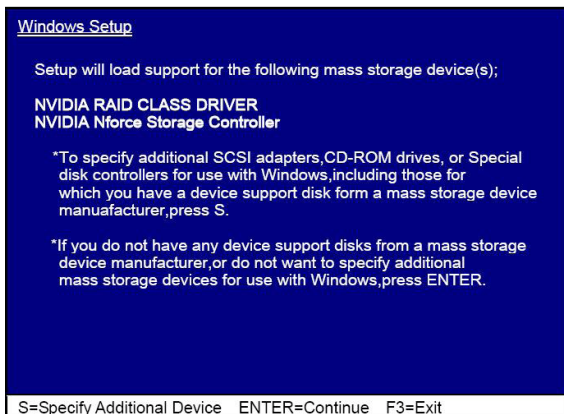 Windows Setup
Setup will load support for the following mass storage device(s);
NVIDIA RAID CLASS DRIVER
NVIDIA Nforce Storage Controller
*To specify additional SCSI adapters,CD-ROM drives, or Special
disk controllers for use with Windows,including those for
which you have a device support disk form a mass storage device
manuafacturer,press S.
*If you do not have any device support disks from a mass storage
device manufacturer,or do not want to specify additional
mass storage devices for use with Windows,press ENTER.
S=Specify Additional Device ENTER=Continue F3=Exit